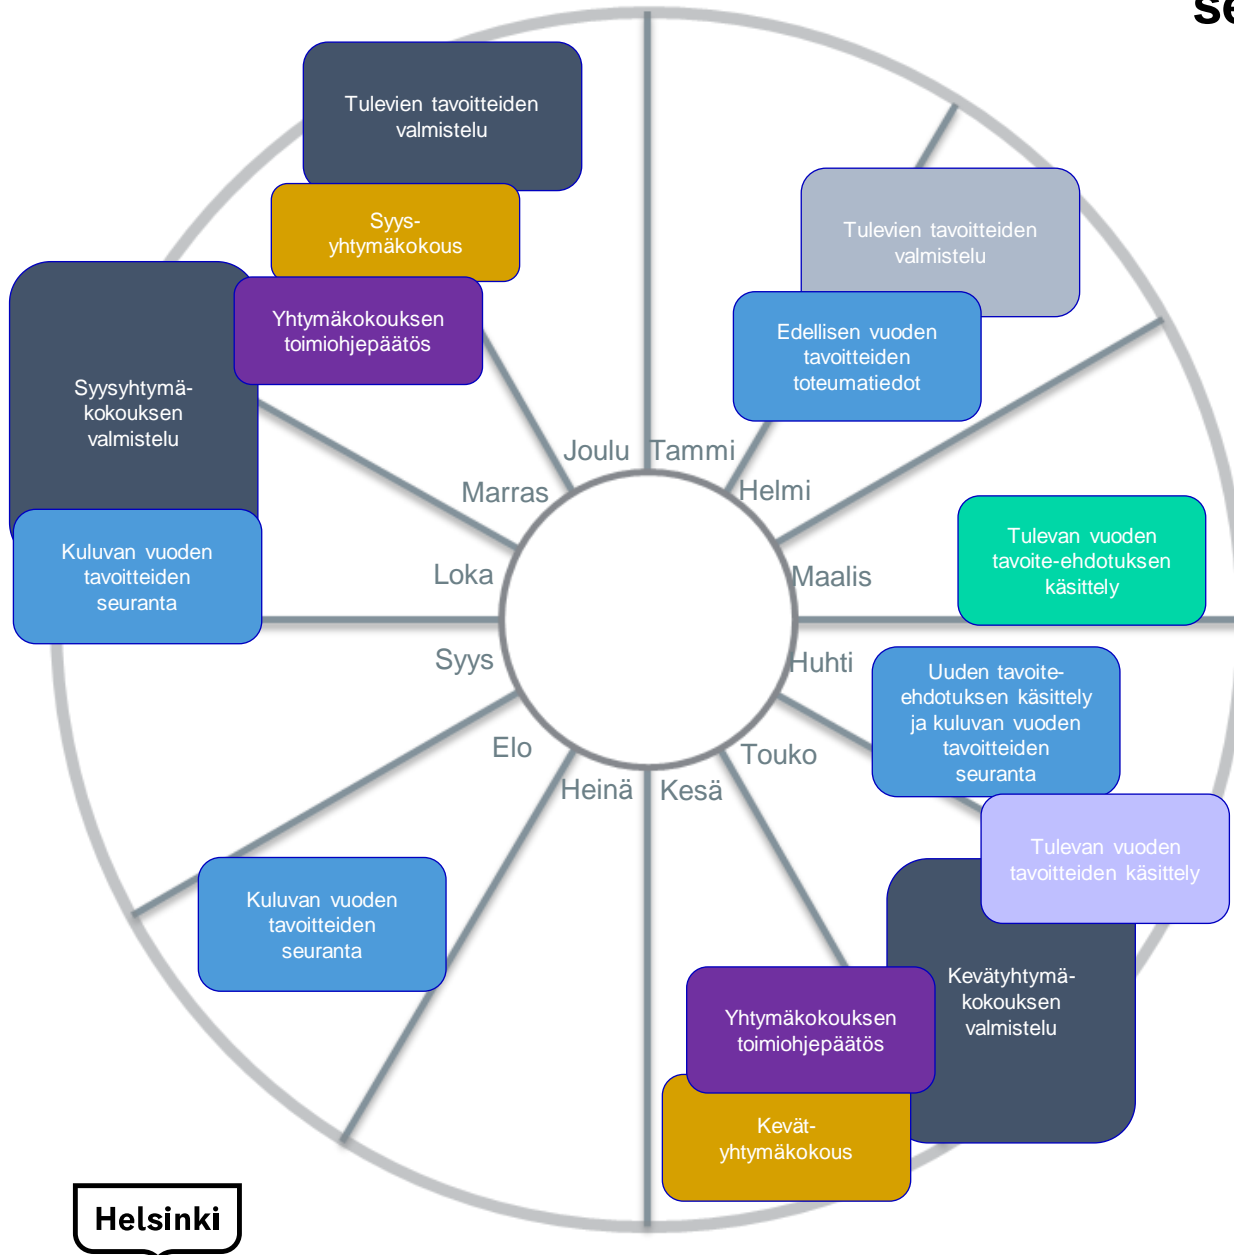 se
Tulevien tavoitteiden
valmistelu
Syys-
yhtymäkokous
Yhtymäkokouksen
toimiohjepäätös
Syysyhtymä-
kokouksen
valmistelu
Kuluvan vuoden
tavoitteiden
seuranta
Tulevien tavoitteiden
valmistelu
Edellisen vuoden
tavoitteiden
toteumatiedot
Joulu
Tammi
Marras
Helmi
Loka
Maalis
Syys
Huhti
Elo
Touko
Heinä
Kesä
Tulevan vuoden
tavoite-ehdotuksen
käsittely
Uuden tavoite-
ehdotuksen käsittely
ja kuluvan vuoden
tavoitteiden
seuranta
Tulevan vuoden
tavoitteiden käsittely
Kevätyhtymä-
kokouksen
valmistelu
Kuluvan vuoden
tavoitteiden
seuranta
Yhtymäkokouksen
toimiohjepäätös
Kevät-
yhtymäkokous
Helsinki